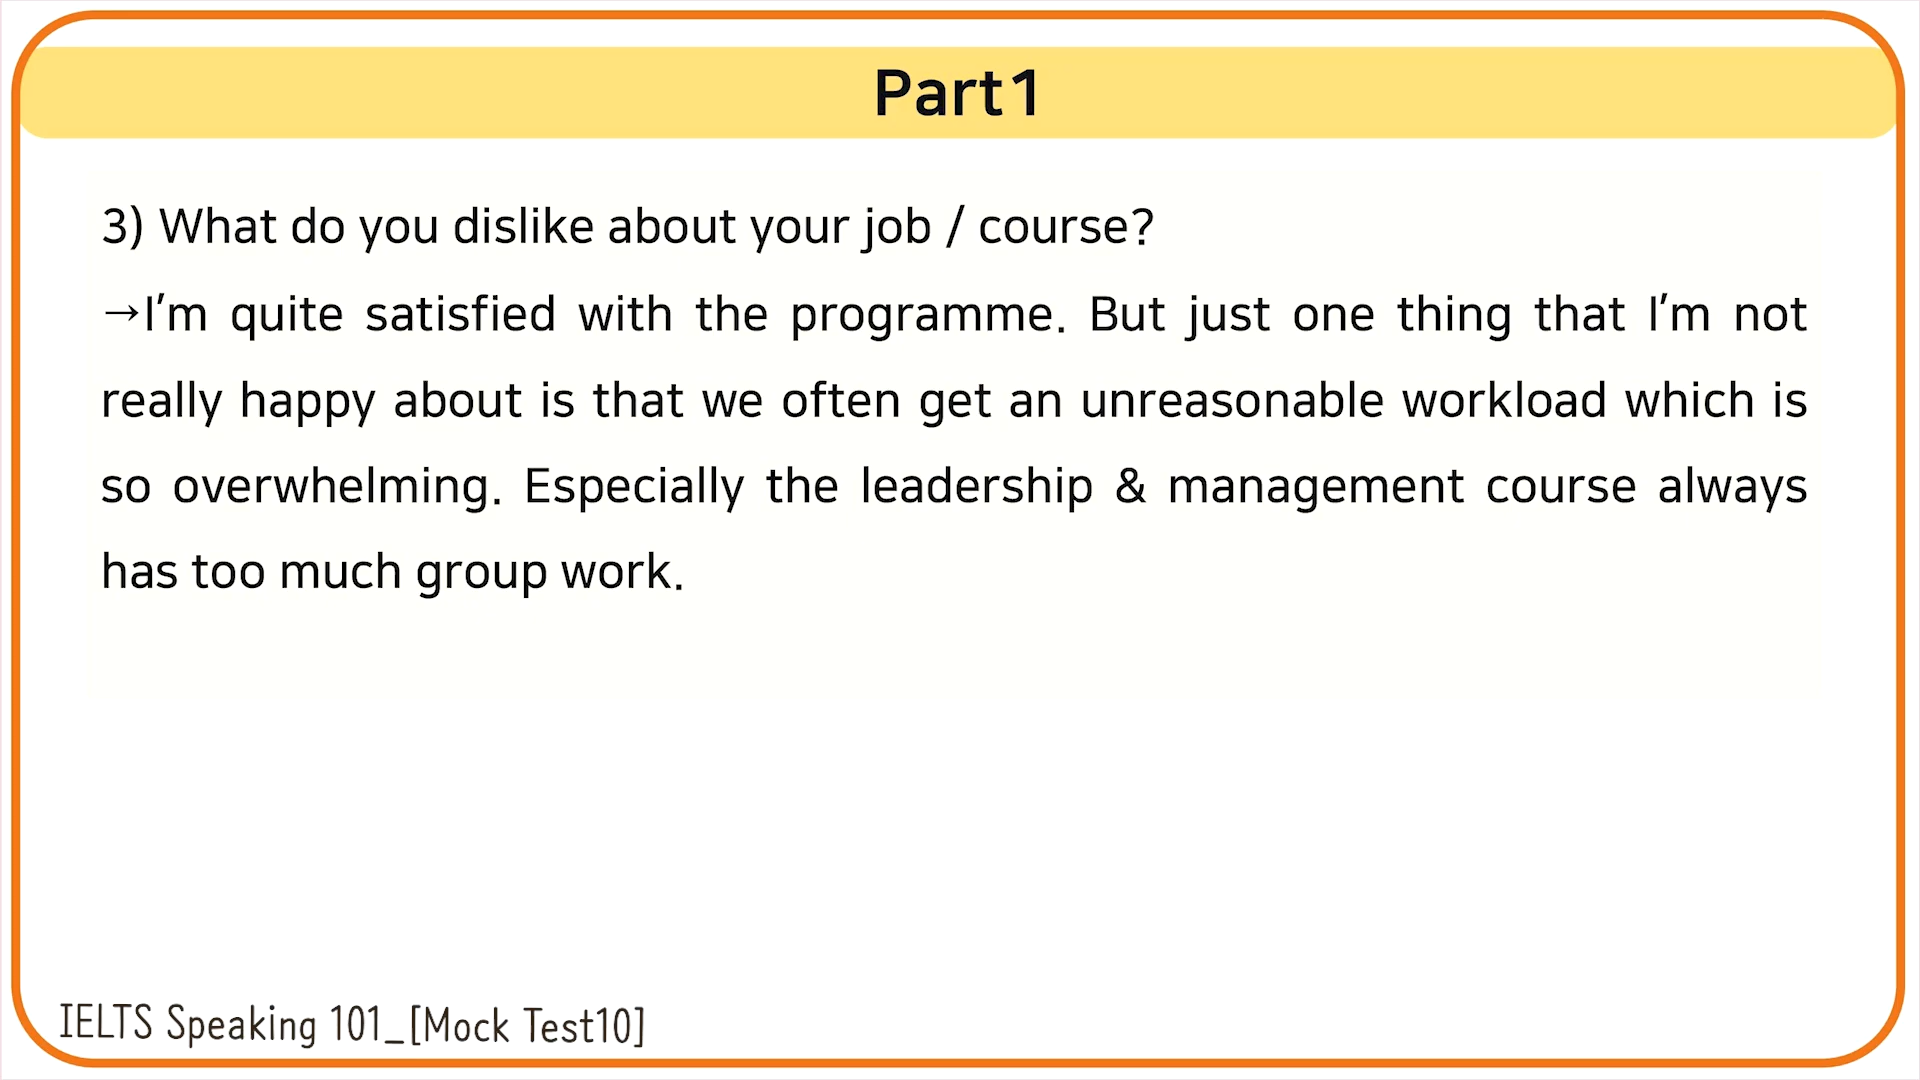 Part1
3) What do you dislike about your job / course?
→I’m quite satisfied with the programme. But just one thing that I’m not
really happy about is that we often get an unreasonable workload which is
so overwhelming. Especially the leadership & management course always
has too much group work.
IELTS Speaking 101_[Mock Test10]